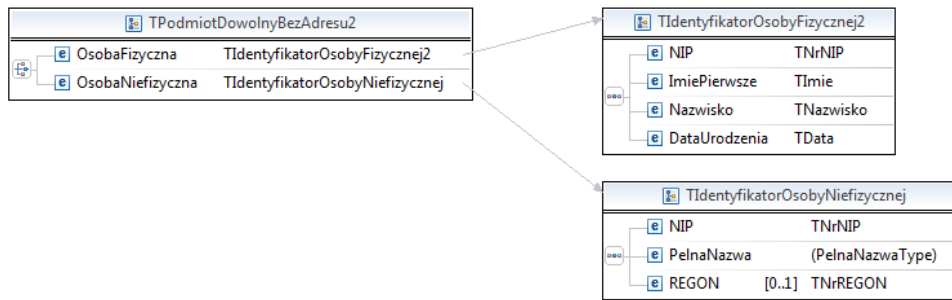 TPodmiotDowolnyBezAdresu2
e OsobaFizyczna TIdentyfikatorOsobyFizycznej2
e OsobaNiefizyczna TIdentyfikatorOsobyNiefizycznej
TIdentyfikatorOsobyFizycznej2
e NIP TNrNIP
e ImiePierwsze TImie
e Nazwisko TNazwisko
e DataUrodzenia TData
TIdentyfikatorOsobyNiefizycznej
e NIP TNrNIP
e PelnaNazwa (PelnaNazwaType)
e REGON [0..1] TNrREGON